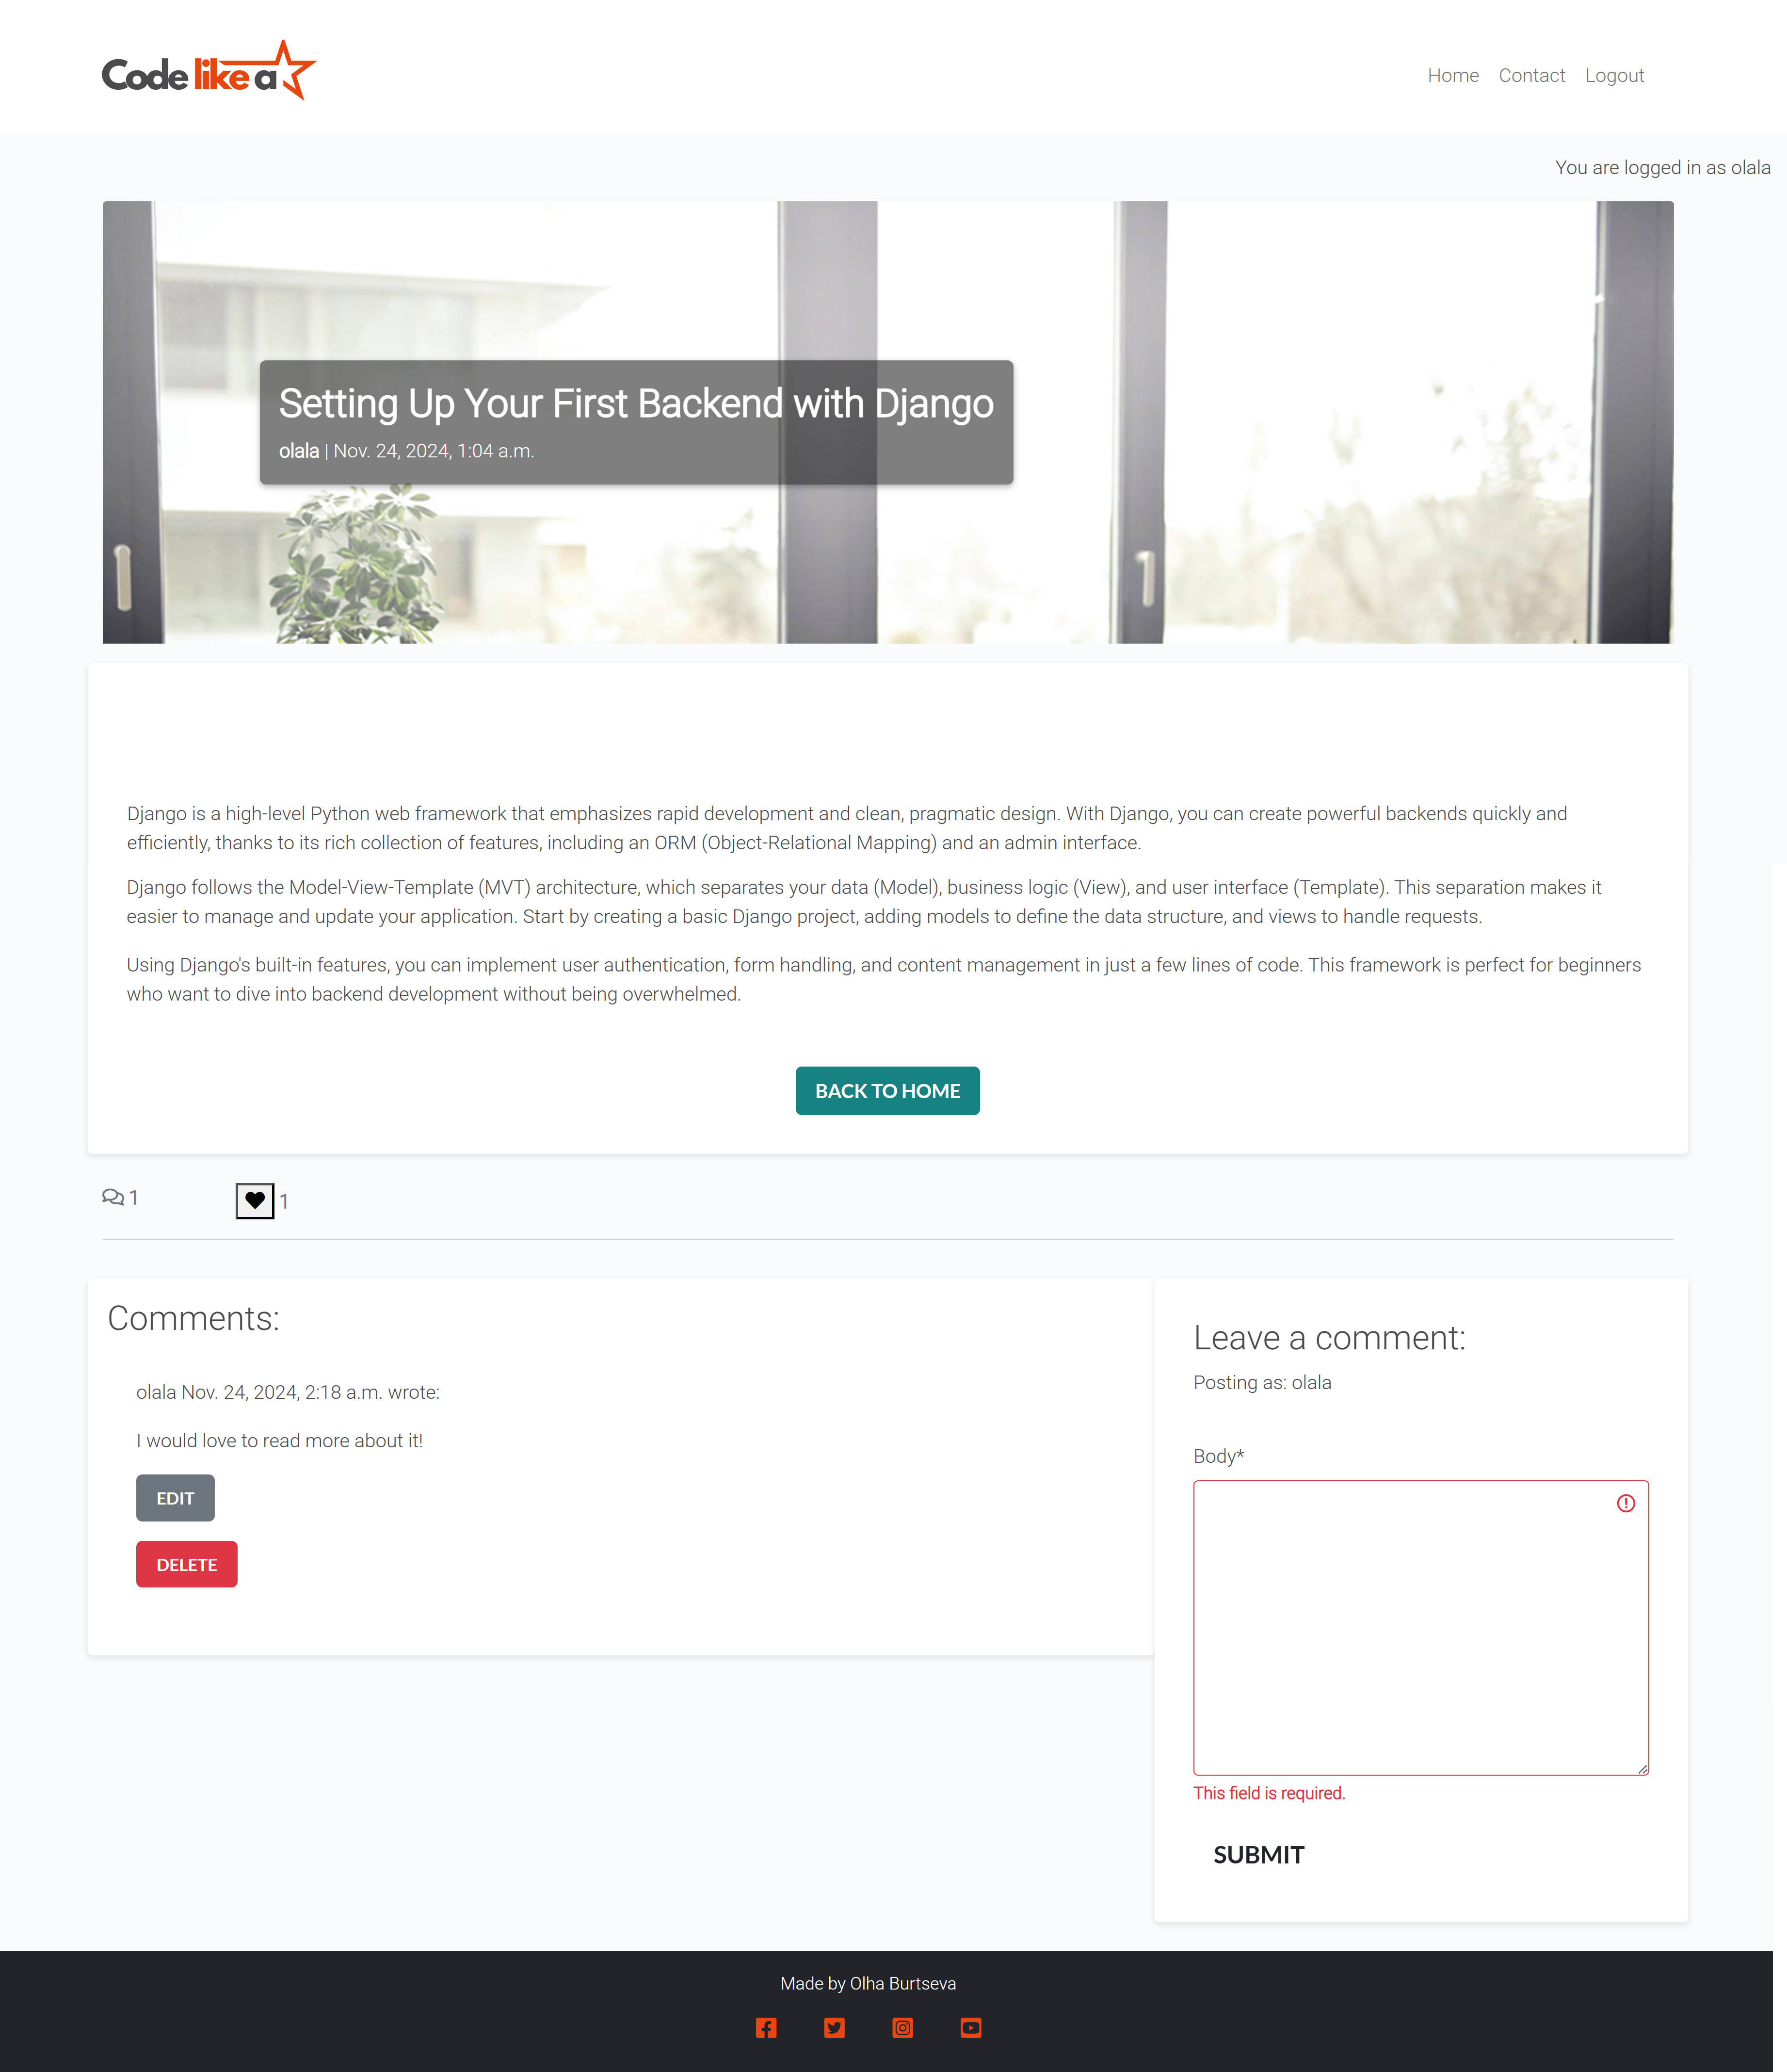 Code like a
Home Contact Logout
You are logged in as olala
Setting Up Your First Backend with Django
olala | Nov. 24, 2024, 1:04 a.m.
Django is a high-level Python web framework that emphasizes rapid development and clean, pragmatic design. With Django, you can create powerful backends quickly and
efficiently, thanks to its rich collection of features, including an ORM (Object-Relational Mapping) and an admin interface.
Django follows the Model-View-Template (MVT) architecture, which separates your data (Model), business logic (View), and user interface (Template). This separation makes it
easier to manage and update your application. Start by creating a basic Django project, adding models to define the data structure, and views to handle requests.
Using Django's built-in features, you can implement user authentication, form handling, and content management in just a few lines of code. This framework is perfect for beginners
who want to dive into backend development without being overwhelmed.
BACK TO HOME
1 1
Comments:
olala Nov. 24, 2024, 2:18 a.m. wrote:
I would love to read more about it!
EDIT
DELETE
Leave a comment:
Posting as: olala
Body*
This field is required.
SUBMIT
Made by Olha Burtseva